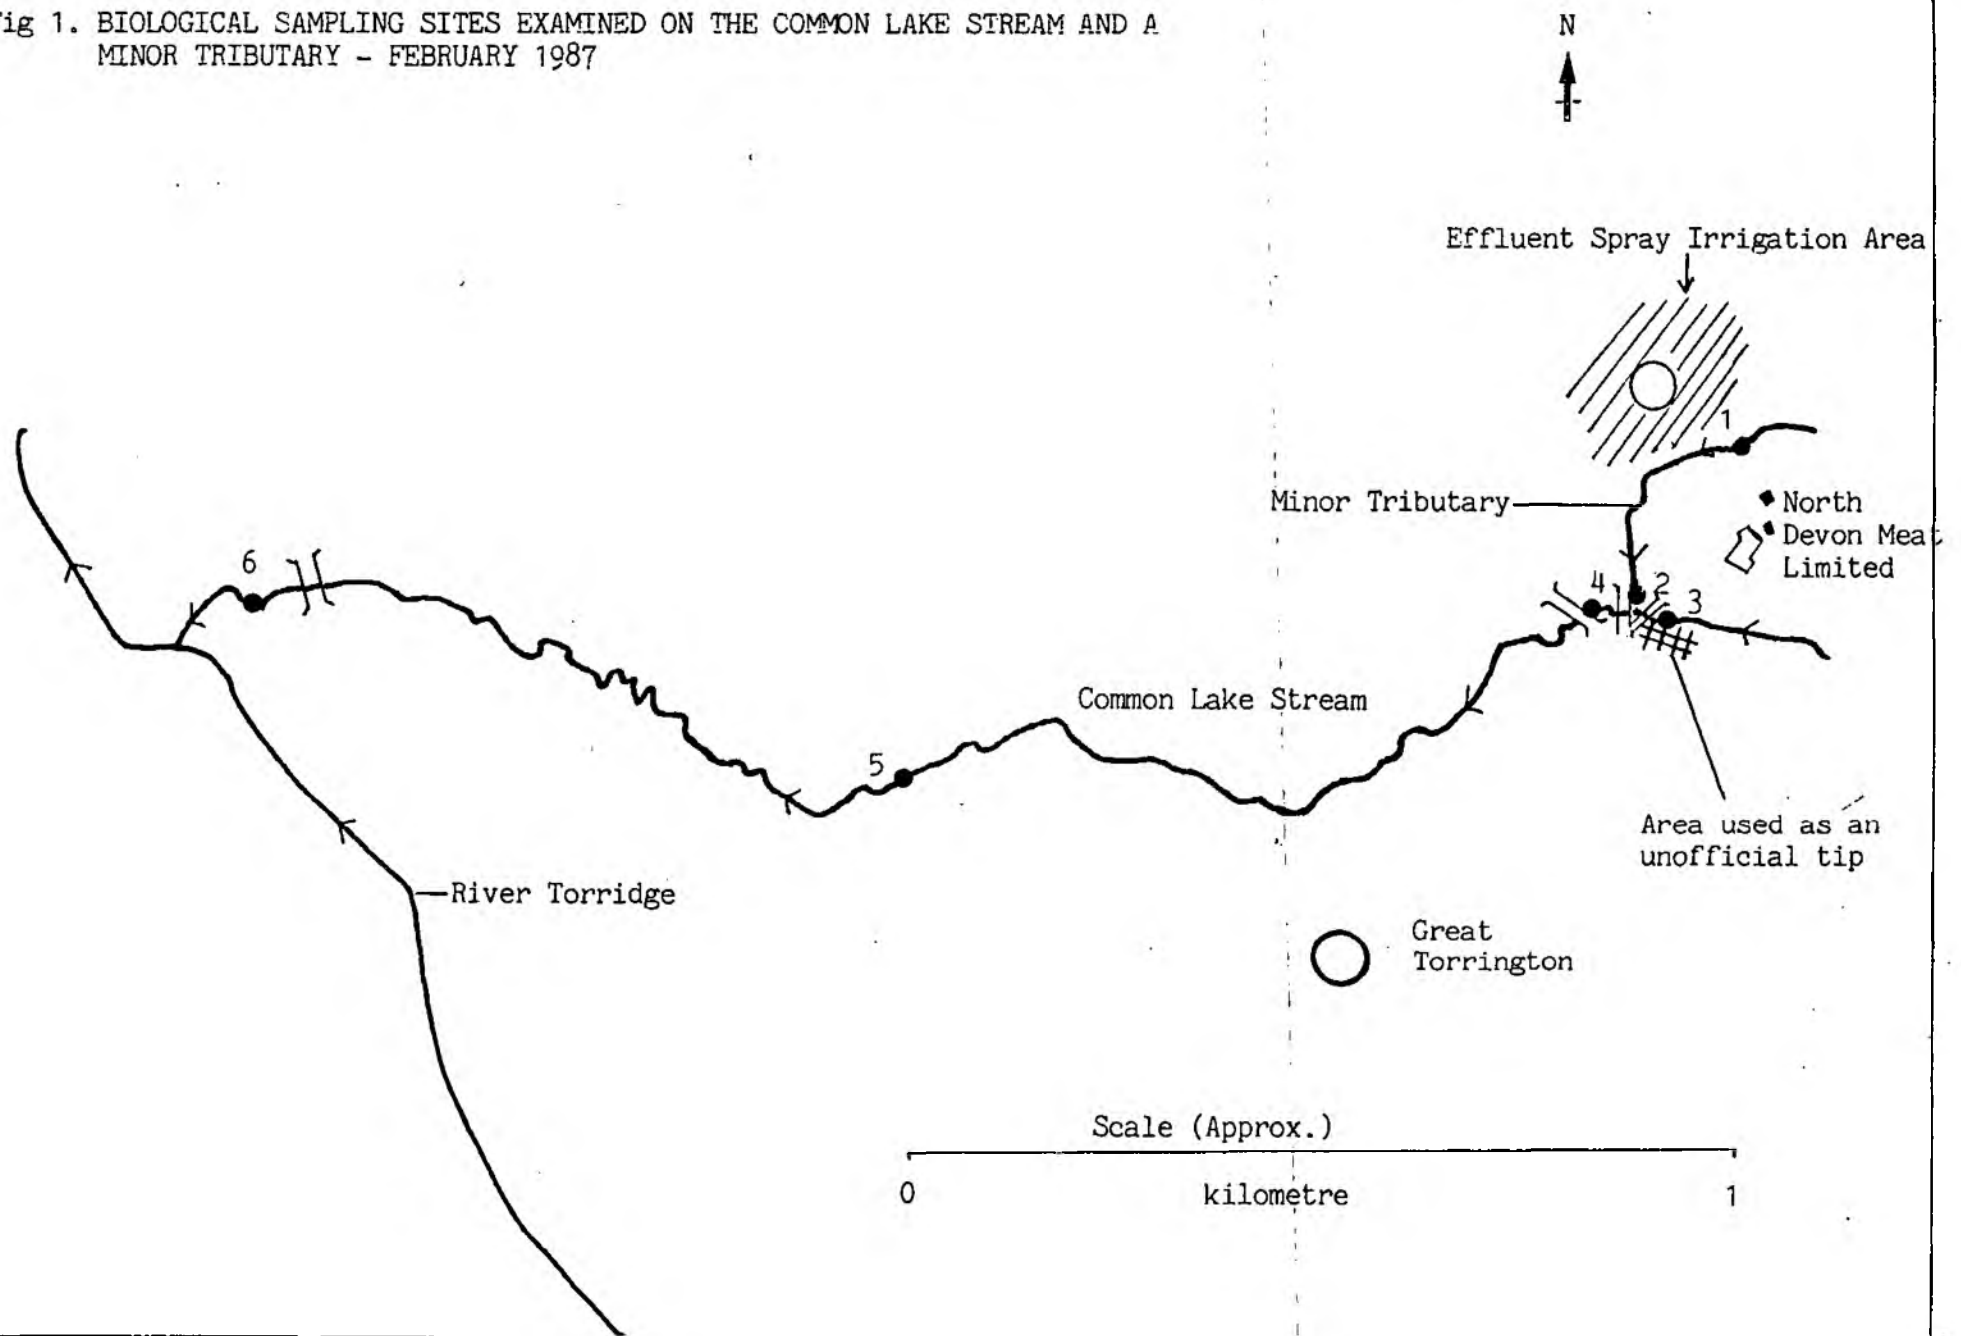 ig 1. BIOLOGICAL SAMPLING SITES EXAMINED ON THE COMMON LAKE STREAM AND A
MINOR TRIBUTARY - FEBRUARY 1987
N
Effluent Spray Irrigation Area
1
Minor Tributary
North
Devon Meat
Limited
6
4
2
3
Common Lake Stream
5
Area used as an
unofficial tip
River Torridge
Great
Torrington
Scale (Approx.)
0 kilometre 1